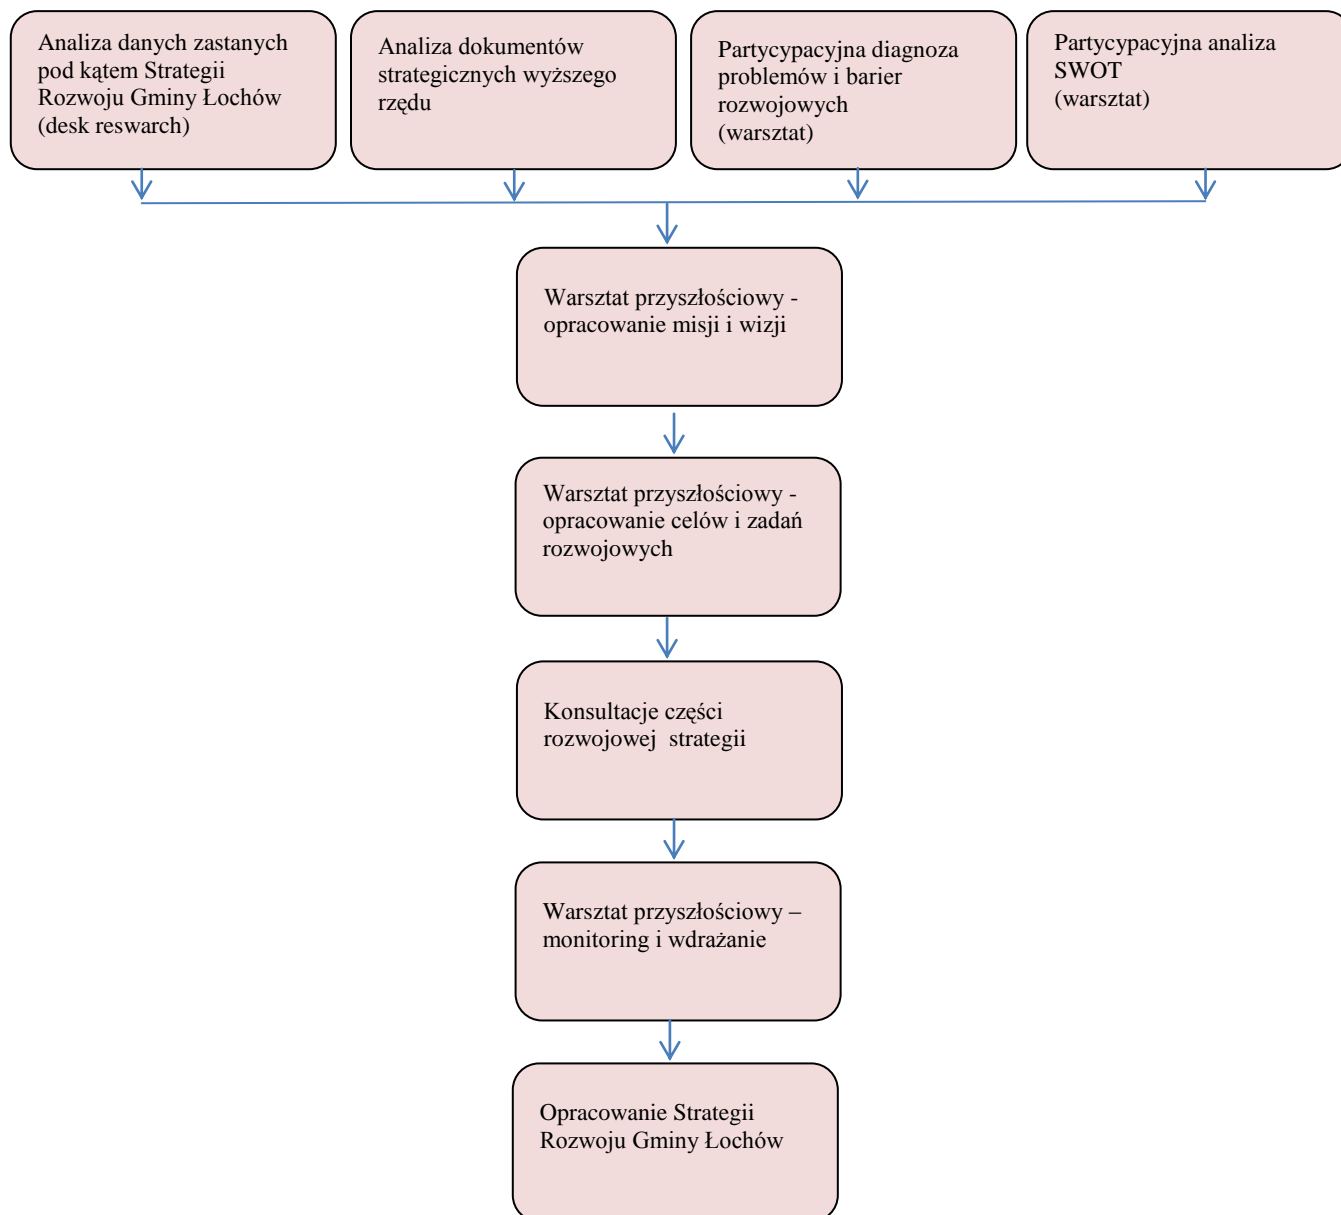 Analiza danych zastanych
pod kątem Strategii
Rozwoju Gminy Łochów
(desk reswarch)
Analiza dokumentów
strategicznych wyższego
rzędu
Partycypacyjna diagnoza
problemów i barier
rozwojowych
(warsztat)
Partycypacyjna analiza
SWOT
(warsztat)
Warsztat przyszłościowy -
opracowanie misji i wizji
Warsztat przyszłościowy -
opracowanie celów i zadań
rozwojowych
Konsultacje części
rozwojowej  strategii
Warsztat przyszłościowy –
monitoring i wdrażanie
Opracowanie Strategii
Rozwoju Gminy Łochów